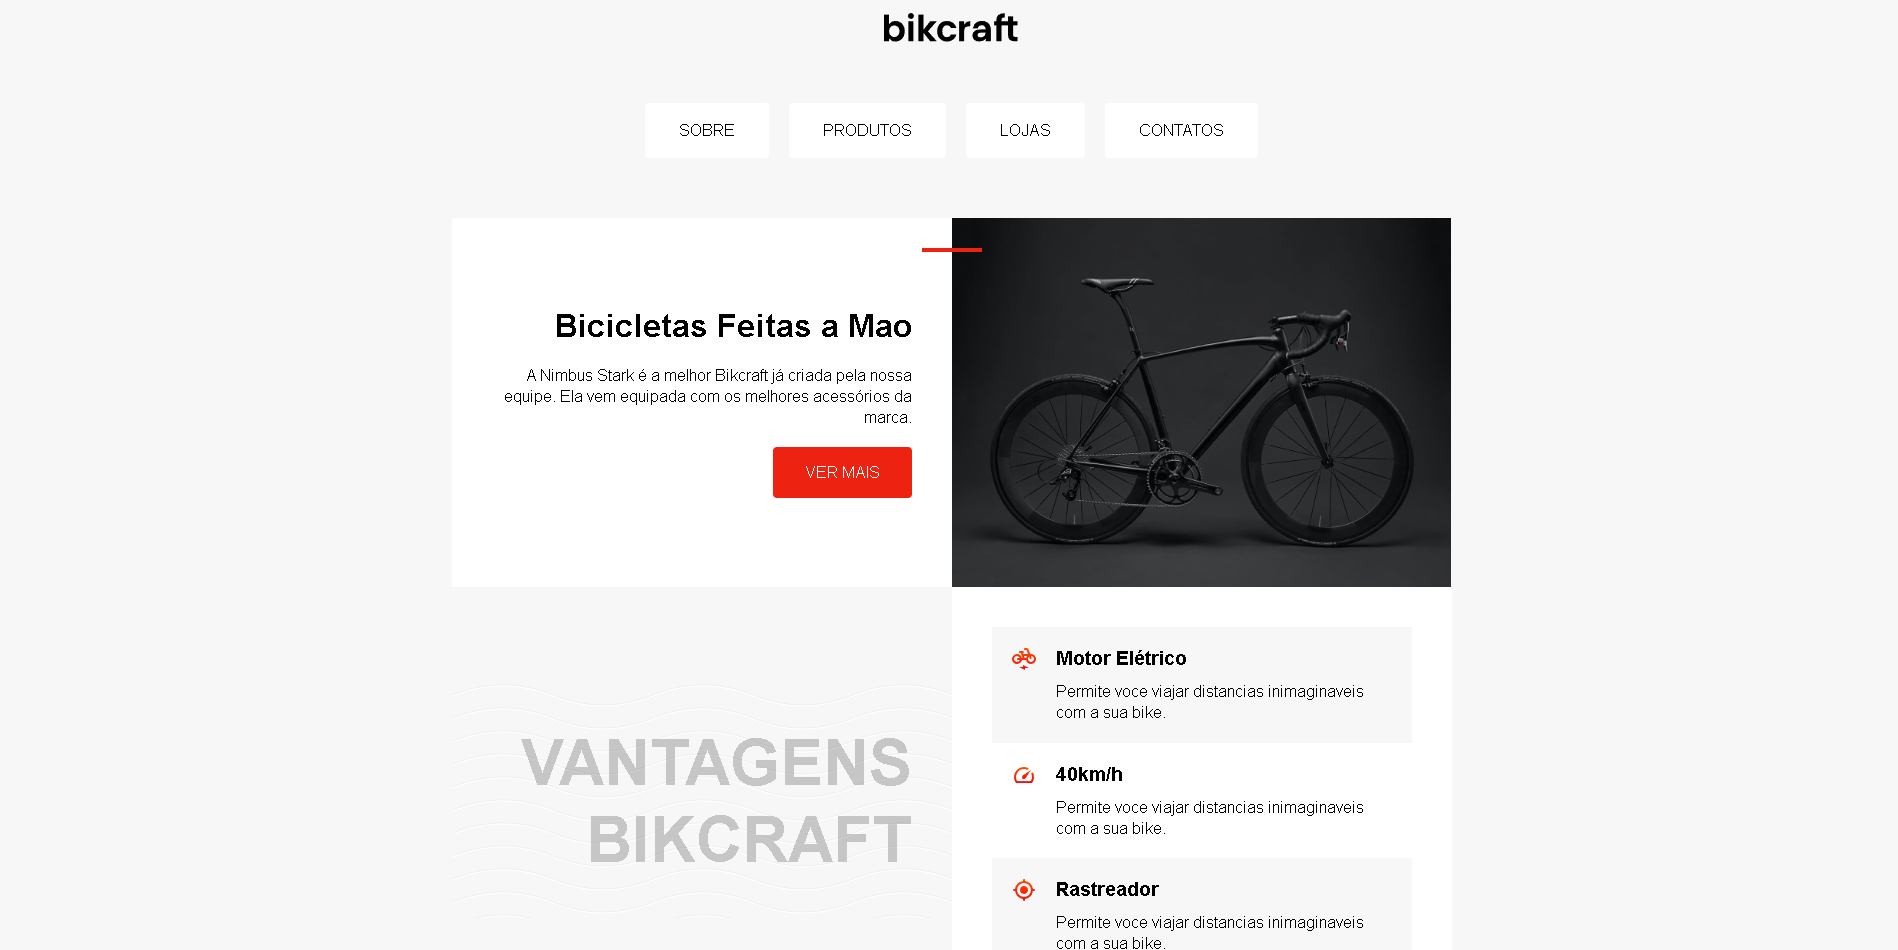 bikcraft
SOBRE
PRODUTOS
LOJAS
CONTATOS
Bicicletas Feitas a Mao
A Nimbus Stark é a melhor Bikcraft já criada pela nossa
equipe. Ela vem equipada com os melhores acessórios da
marca.
VER MAIS
VANTAGENS
BIKCRAFT
Motor Elétrico
Permite voce viajar distancias inimaginaveis
com a sua bike.
40km/h
Permite voce viajar distancias inimaginaveis
com a sua bike.
Rastreador
Permite voce viajar distancias inimaginaveis
com a sua bike.